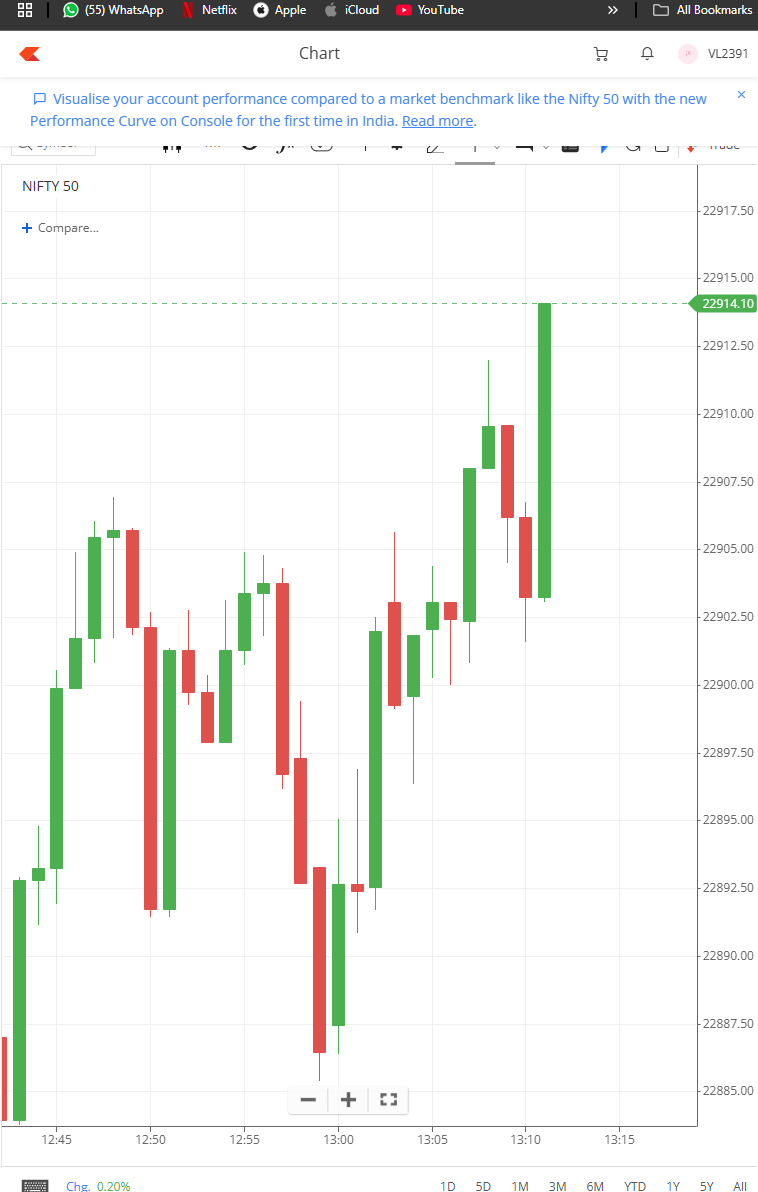 (55) WhatsApp Netflix Apple iCloud YouTube » All Bookmarks
Chart VL2391
Visualise your account performance compared to a market benchmark like the Nifty 50 with the new
Performance Curve on Console for the first time in India. Read more.
NIFTY 50
+ Compare...
22917.50
22915.00
22914.10
22912.50
22910.00
22907.50
22905.00
22902.50
22900.00
22897.50
22895.00
22892.50
22890.00
22887.50
22885.00
12:45 12:50 12:55 13:00 13:05 13:10 13:15
Chg. 0.20% 1D 5D 1M 3M 6M YTD 1Y 5Y All